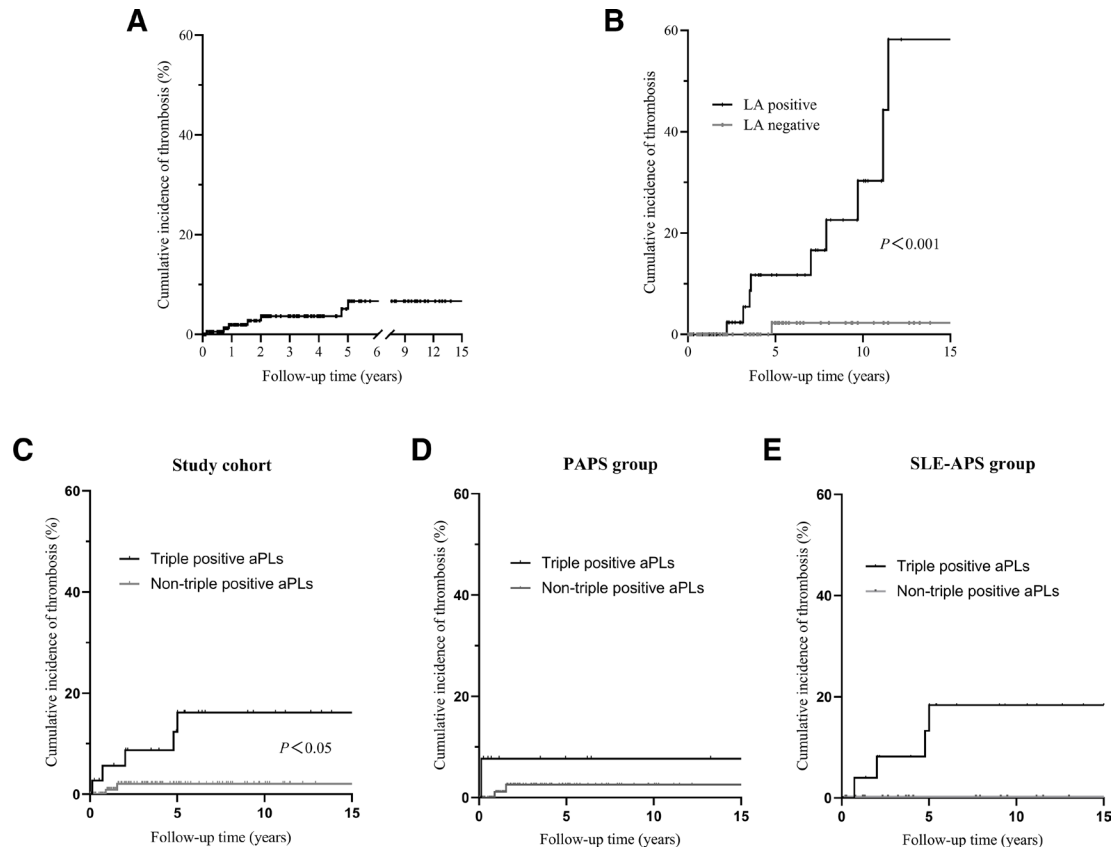 A
Cumulative incidence of thrombosis (%)
60
40
20
0
0 1 2 3 4 5 6 9 12 15
Follow-up time (years)
B
Cumulative incidence of thrombosis
60
40
20
0
LA positive
LA negative
P＜0.001
0 5 10 15
Follow-up time (years)
C
Study cohort
Cumulative incidence of thrombosis (%)
60
40
20
0
Triple positive aPLs
Non-triple positive aPLs
P＜0.05
0 5 10 15
Follow-up time (years)
D
PAPS group
Cumulative incidence of thrombosis (%)
60
40
20
0
Triple positive aPLs
Non-triple positive aPLs
0 5 10 15
Follow-up time (years)
E
SLE-APS group
Cumulative incidence of thrombosis (%)
60
40
20
0
Triple positive aPLs
Non-triple positive aPLs
0 5 10 15
Follow-up time (years)